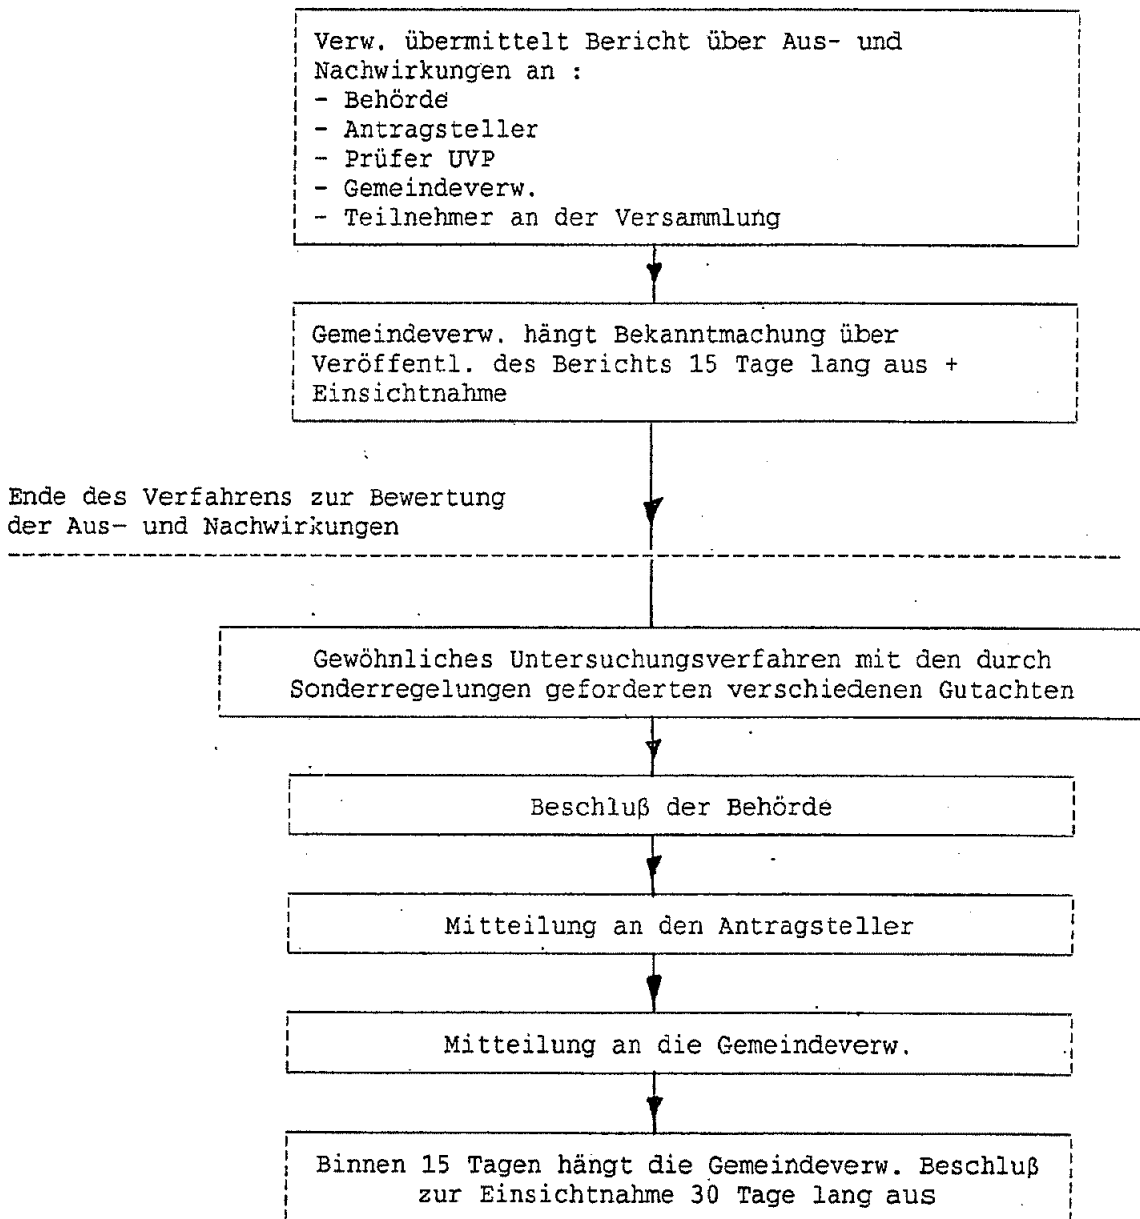 Verw. übermittelt Bericht über Aus- und
Nachwirkungen an :
- Behörde
- Antragsteller
- Prüfer UVP
- Gemeindeverw.
- Teilnehmer an der Versammlung
Gemeindeverw. hängt Bekanntmachung über
Veröffentl. des Berichts 15 Tage lang aus +
Einsichtnahme
Ende des Verfahrens zur Bewertung
der Aus- und Nachwirkungen
Gewöhnliches Untersuchungsverfahren mit den durch
Sonderregelungen geforderten verschiedenen Gutachten
Beschluß der Behörde
Mitteilung an den Antragsteller
Mitteilung an die Gemeindeverw.
Binnen 15 Tagen hängt die Gemeindeverw. Beschluß
zur Einsichtnahme 30 Tage lang aus